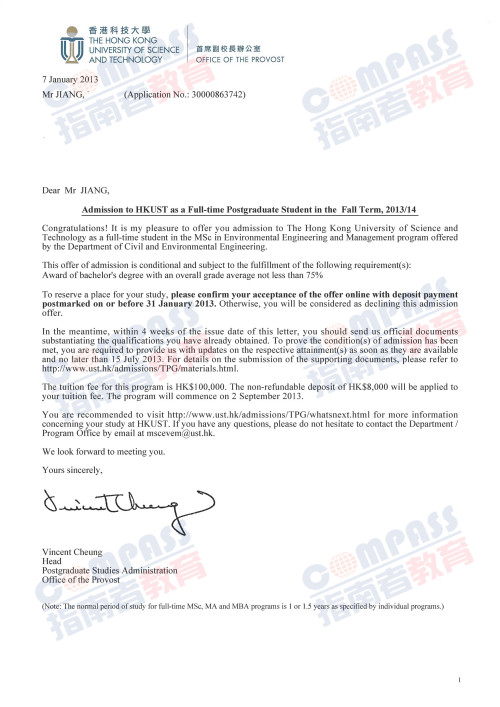 香港科技大學
THE HONG KONG
UNIVERSITY OF SCIENCE
AND TECHNOLOGY
首席副校長辦公室
OFFICE OF THE PROVOST
7 January 2013
Mr JIANG, (Application No.: 30000863742)
Dear Mr JIANG,
Admission to HKUST as a Full-time Postgraduate Student in the Fall Term, 2013/14
Congratulations! It is my pleasure to offer you admission to The Hong Kong University of Science and
Technology as a full-time student in the MSc in Environmental Engineering and Management program offered
by the Department of Civil and Environmental Engineering.
This offer of admission is conditional and subject to the fulfillment of the following requirement(s):
Award of bachelor's degree with an overall grade average not less than 75%
To reserve a place for your study, please confirm your acceptance of the offer online with deposit payment
postmarked on or before 31 January 2013. Otherwise, you will be considered as declining this admission
offer.
In the meantime, within 4 weeks of the issue date of this letter, you should send us official documents
substantiating the qualifications you have already obtained. To prove the condition(s) of admission has been
met, you are required to provide us with updates on the respective attainment(s) as soon as they are available
and no later than 15 July 2013. For details on the submission of the supporting documents, please refer to
http://www.ust.hk/admissions/TPG/materials.html.
The tuition fee for this program is HK$100,000. The non-refundable deposit of HK$8,000 will be applied to
your tuition fee. The program will commence on 2 September 2013.
You are recommended to visit http://www.ust.hk/admissions/TPG/whatsnext.html for more information
concerning your study at HKUST. If you have any questions, please do not hesitate to contact the Department /
Program Office by email at mscevem@ust.hk.
We look forward to meeting you.
Yours sincerely,
Vincent Cheung
Vincent Cheung
Head
Postgraduate Studies Administration
Office of the Provost
(Note: The normal period of study for full-time MSc, MA and MBA programs is 1 or 1.5 years as specified by individual programs.)
1
COMPASS
指南者教育
COMPASS
指南者教育
COMPASS
指南者教育
COMPASS
指南者教育
COMPASS
指南者教育
COMPASS
指南者教育